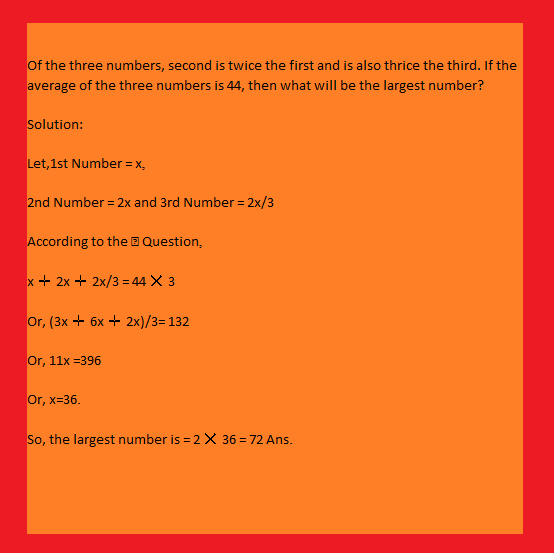 Of the three numbers, second is twice the first and is also thrice the third. If the
average of the three numbers is 44, then what will be the largest number?
Solution:
Let,1st Number = x,
2nd Number = 2x and 3rd Number = 2x/3
According to the ⍰ Question,
x + 2x + 2x/3 = 44 × 3
Or, (3x + 6x + 2x)/3= 132
Or, 11x =396
Or, x=36.
So, the largest number is = 2 × 36 = 72 Ans.